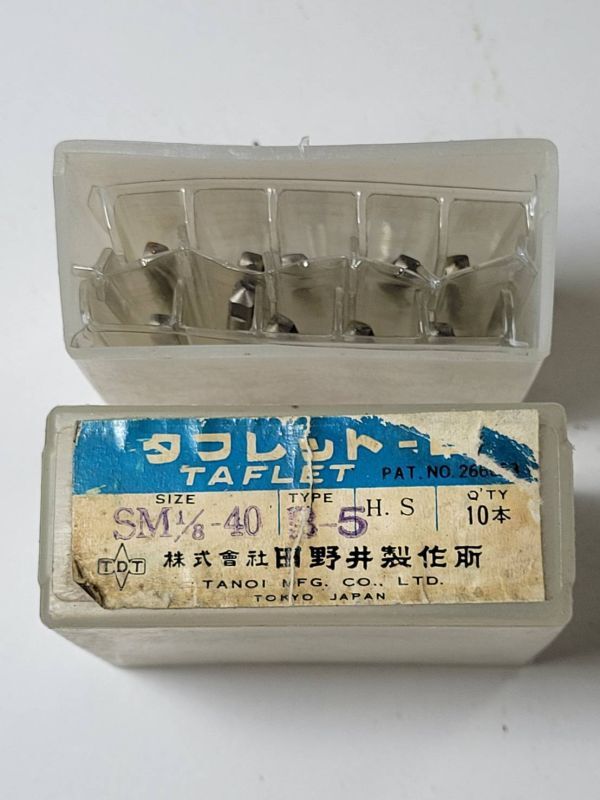 タフレット-
TAFLET
PAT. NO.
SIZE TYPE Q'TY
SM⅛-40 B-5 H. S 10本
TDT 株式會社 田野井製作所
TANOI MFG. CO., LTD.
TOKYO JAPAN